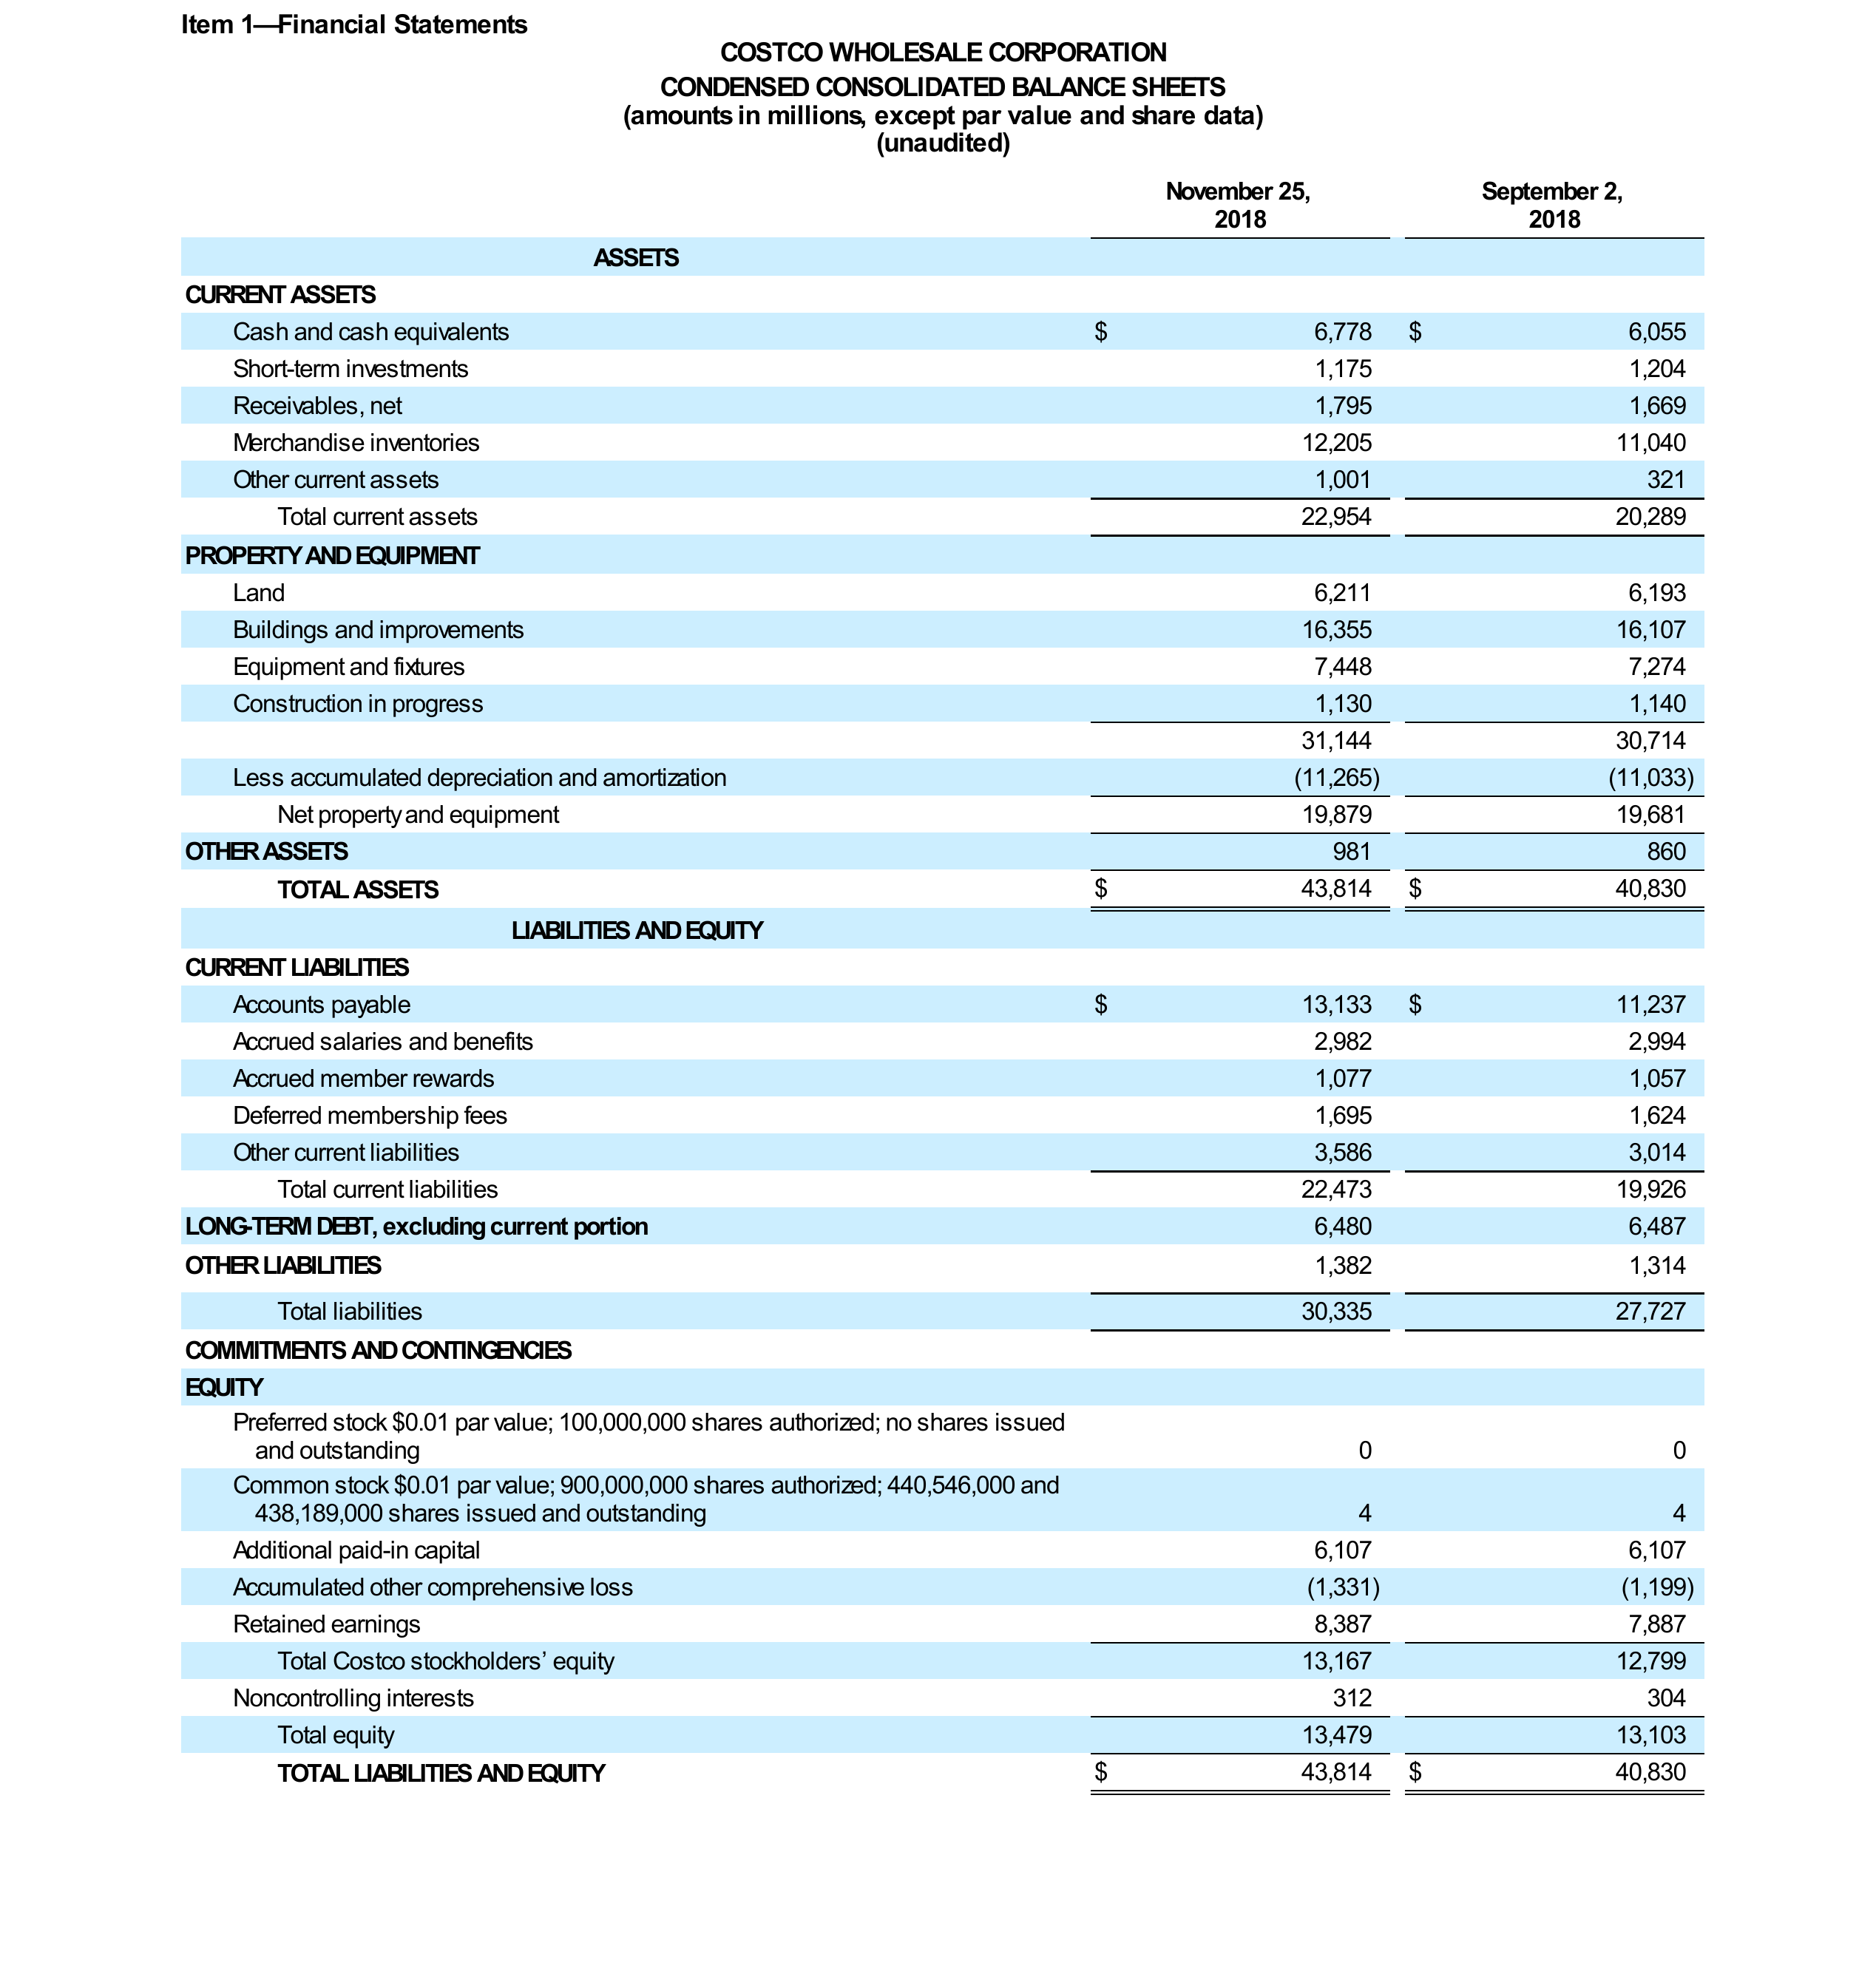 Item 1—Financial Statements
COSTCO WHOLESALE CORPORATION
CONDENSED CONSOLIDATED BALANCE SHEETS
(amounts in millions, except par value and share data)
(unaudited)
November 25, 2018 September 2, 2018
ASSETS
CURRENT ASSETS
Cash and cash equivalents $ 6,778 $ 6,055
Short-term investments 1,175 1,204
Receivables, net 1,795 1,669
Merchandise inventories 12,205 11,040
Other current assets 1,001 321
Total current assets 22,954 20,289
PROPERTY AND EQUIPMENT
Land 6,211 6,193
Buildings and improvements 16,355 16,107
Equipment and fixtures 7,448 7,274
Construction in progress 1,130 1,140
31,144 30,714
Less accumulated depreciation and amortization (11,265) (11,033)
Net property and equipment 19,879 19,681
OTHER ASSETS 981 860
TOTAL ASSETS $ 43,814 $ 40,830
LIABILITIES AND EQUITY
CURRENT LIABILITIES
Accounts payable $ 13,133 $ 11,237
Accrued salaries and benefits 2,982 2,994
Accrued member rewards 1,077 1,057
Deferred membership fees 1,695 1,624
Other current liabilities 3,586 3,014
Total current liabilities 22,473 19,926
LONG-TERM DEBT, excluding current portion 6,480 6,487
OTHER LIABILITIES 1,382 1,314
Total liabilities 30,335 27,727
COMMITMENTS AND CONTINGENCIES
EQUITY
Preferred stock $0.01 par value; 100,000,000 shares authorized; no shares issued
and outstanding 0 0
Common stock $0.01 par value; 900,000,000 shares authorized; 440,546,000 and
438,189,000 shares issued and outstanding 4 4
Additional paid-in capital 6,107 6,107
Accumulated other comprehensive loss (1,331) (1,199)
Retained earnings 8,387 7,887
Total Costco stockholders’ equity 13,167 12,799
Noncontrolling interests 312 304
Total equity 13,479 13,103
TOTAL LIABILITIES AND EQUITY $ 43,814 $ 40,830